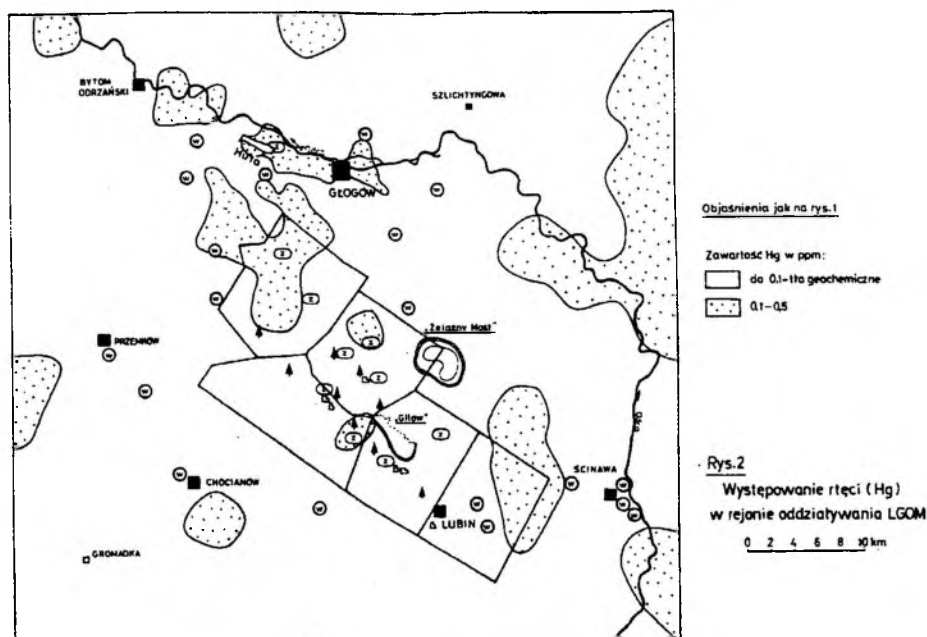 BYTOM
ODRZAŃSKI
SZLICHTYNGOWA
Huta
GŁOGÓW
"Żelazny Most"
PRZEMKÓW
"Gilów"
Odra
ŚCINAWA
CHOCIANÓW
LUBIN
GROMADKA
Objaśnienia jak na rys.1
Zawartość Hg w ppm:
do 0,1-tło geochemiczne
0,1-0,5
Rys.2
Występowanie rtęci (Hg)
w rejonie oddziaływania LGOM
0 2 4 6 8 10 km